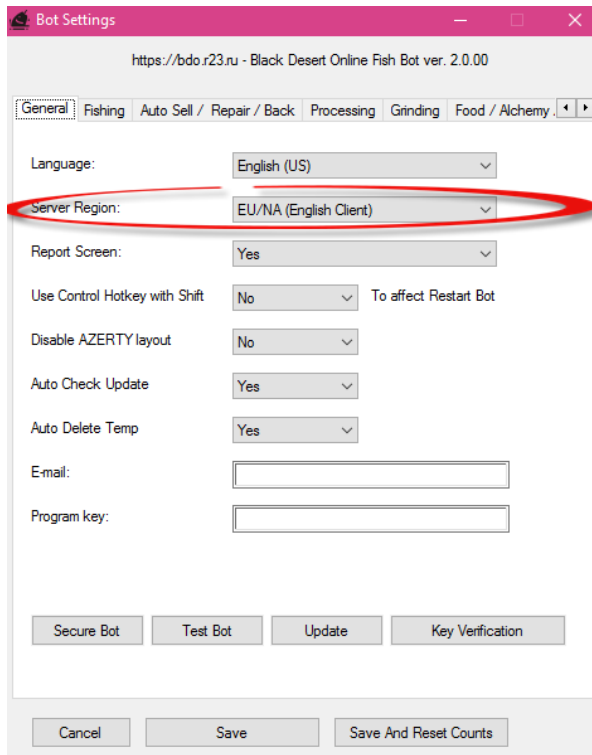 Bot Settings
https://bdo.r23.ru - Black Desert Online Fish Bot ver. 2.0.00
General Fishing Auto Sell / Repair / Back Processing Grinding Food / Alchemy .
Language: English (US)
Server Region: EU/NA (English Client)
Report Screen: Yes
Use Control Hotkey with Shift No To affect Restart Bot
Disable AZERTY layout No
Auto Check Update Yes
Auto Delete Temp Yes
E-mail:
Program key:
Secure Bot Test Bot Update Key Verification
Cancel Save Save And Reset Counts